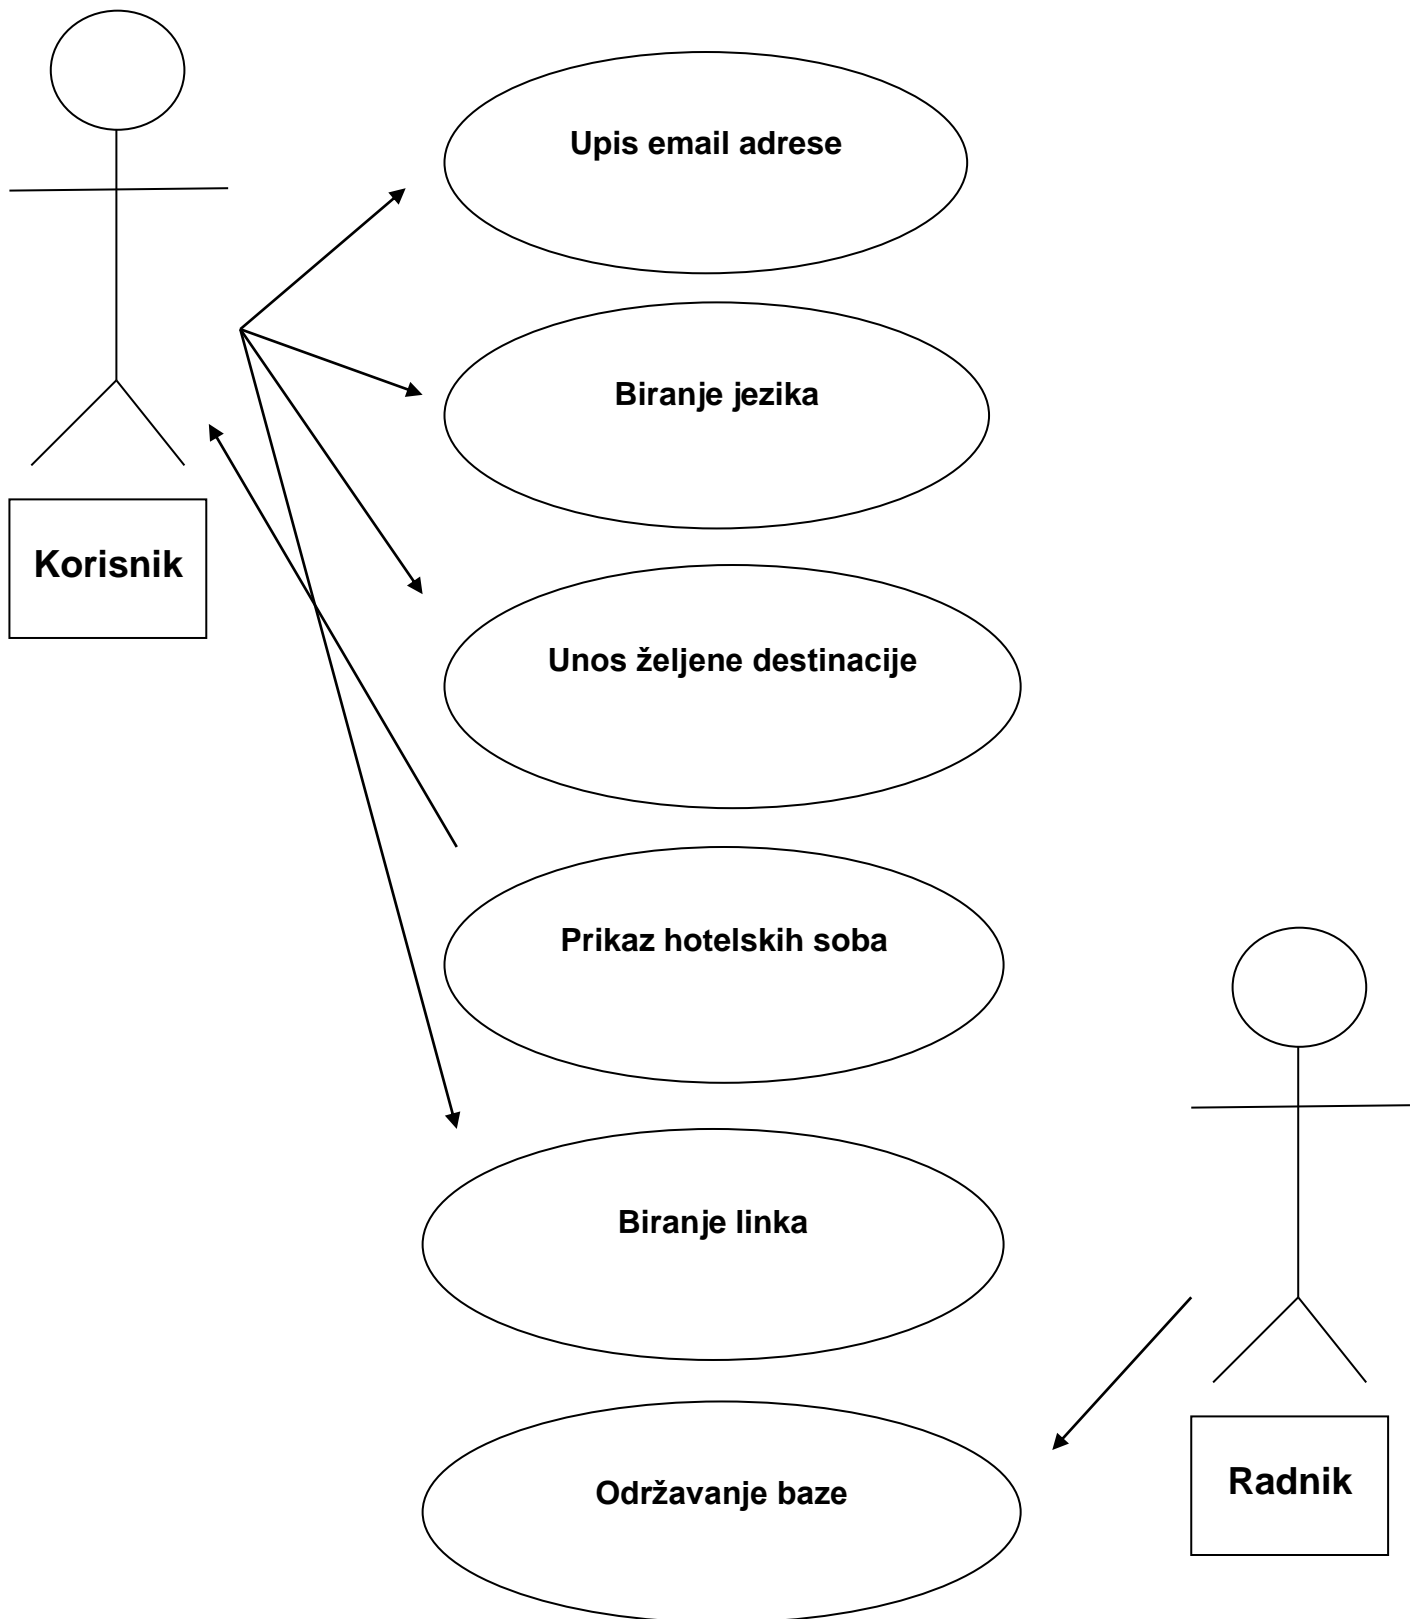 Upis email adrese
Biranje jezika
Korisnik
Unos željene destinacije
Prikaz hotelskih soba
Biranje linka
Održavanje baze
Radnik